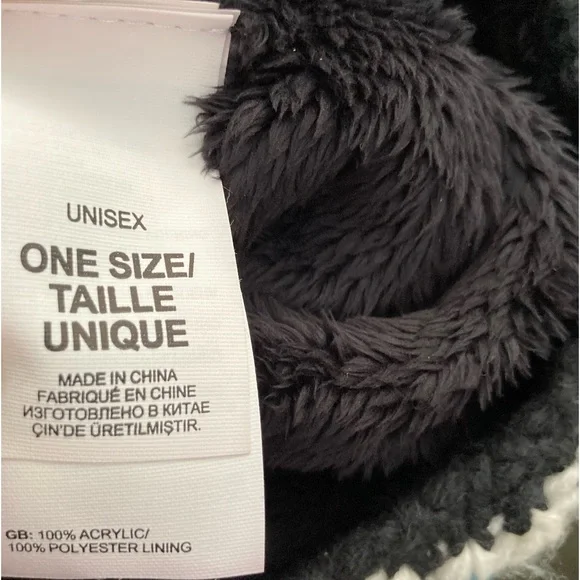 UNISEX
ONE SIZE/
TAILLE
UNIQUE
MADE IN CHINA
FABRIQUÉ EN CHINE
ИЗГОТОВЛЕНО В КИТАЕ
ÇIN'DE ÜRETILMIŞTIR.
GB: 100% ACRYLIC/
100% POLYESTER LINING